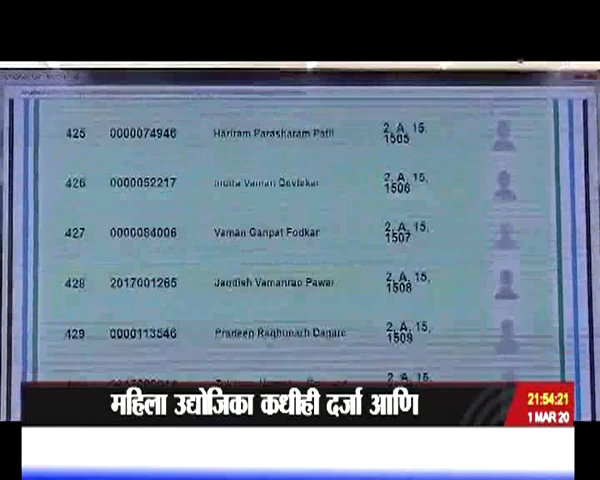 425 0000074946 Hariram Parasharam Patil 2, A, 15, 1505
426 0000052217 Indira Vaman Devlekar 2, A, 15, 1506
427 0000084006 Vaman Ganpat Fodkar 2, A, 15, 1507
428 2017001265 Jagdish Vamanrao Pawar 2, A, 15, 1508
429 0000113546 Pradeep Raghunath Dagare 2, A, 15, 1509
2, A, 15,
महिला उद्योजिका कधीही दर्जा आणि
21:54:21
1 MAR 20